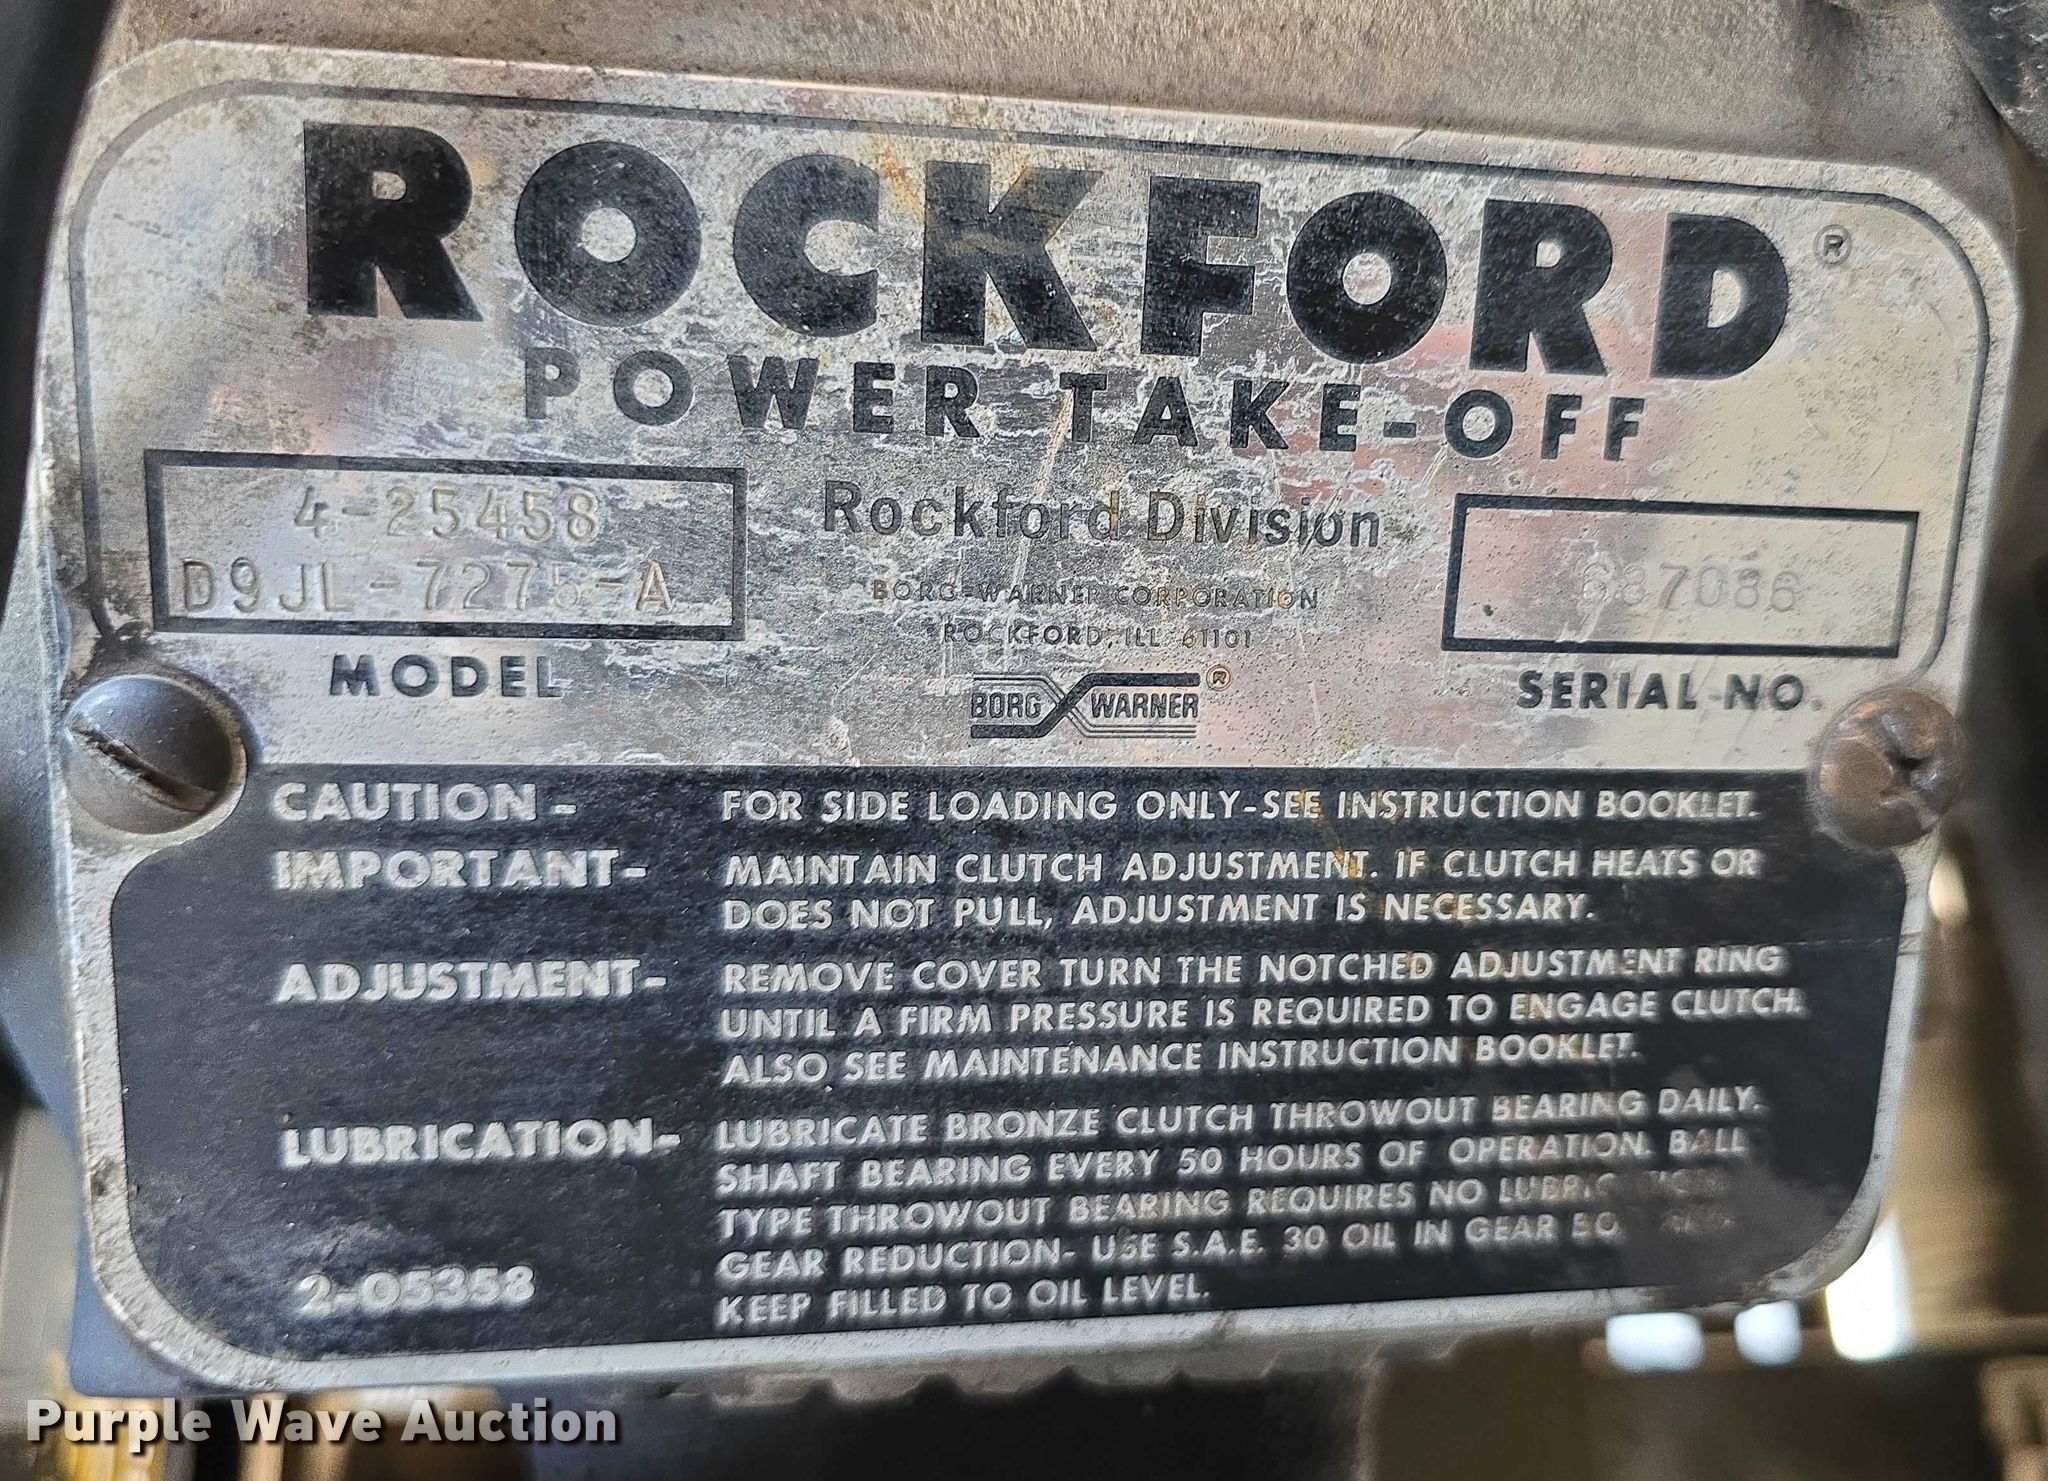 ROCKFORD ®
POWER TAKE-OFF
4-25458
D9JL-7275-A
MODEL
Rockford Division
BORG-WARNER CORPORATION
ROCKFORD, ILL 61101
BORG WARNER ®
687086
SERIAL NO.
CAUTION - FOR SIDE LOADING ONLY-SEE INSTRUCTION BOOKLET.
IMPORTANT- MAINTAIN CLUTCH ADJUSTMENT. IF CLUTCH HEATS OR
DOES NOT PULL, ADJUSTMENT IS NECESSARY.
ADJUSTMENT- REMOVE COVER TURN THE NOTCHED ADJUSTMENT RING
UNTIL A FIRM PRESSURE IS REQUIRED TO ENGAGE CLUTCH.
ALSO SEE MAINTENANCE INSTRUCTION BOOKLET.
LUBRICATION- LUBRICATE BRONZE CLUTCH THROWOUT BEARING DAILY.
SHAFT BEARING EVERY 50 HOURS OF OPERATION. BALL
TYPE THROWOUT BEARING REQUIRES NO LUBRICATION
GEAR REDUCTION- USE S.A.E. 30 OIL IN GEAR
KEEP FILLED TO OIL LEVEL.
2-05358
Purple Wave Auction